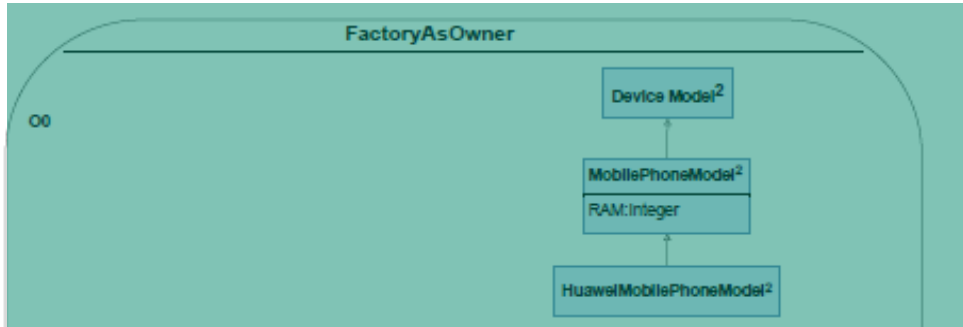 FactoryAsOwner
Device Model²
O0
MobilePhoneModel²
RAM:Integer
HuaweiMobilePhoneModel²